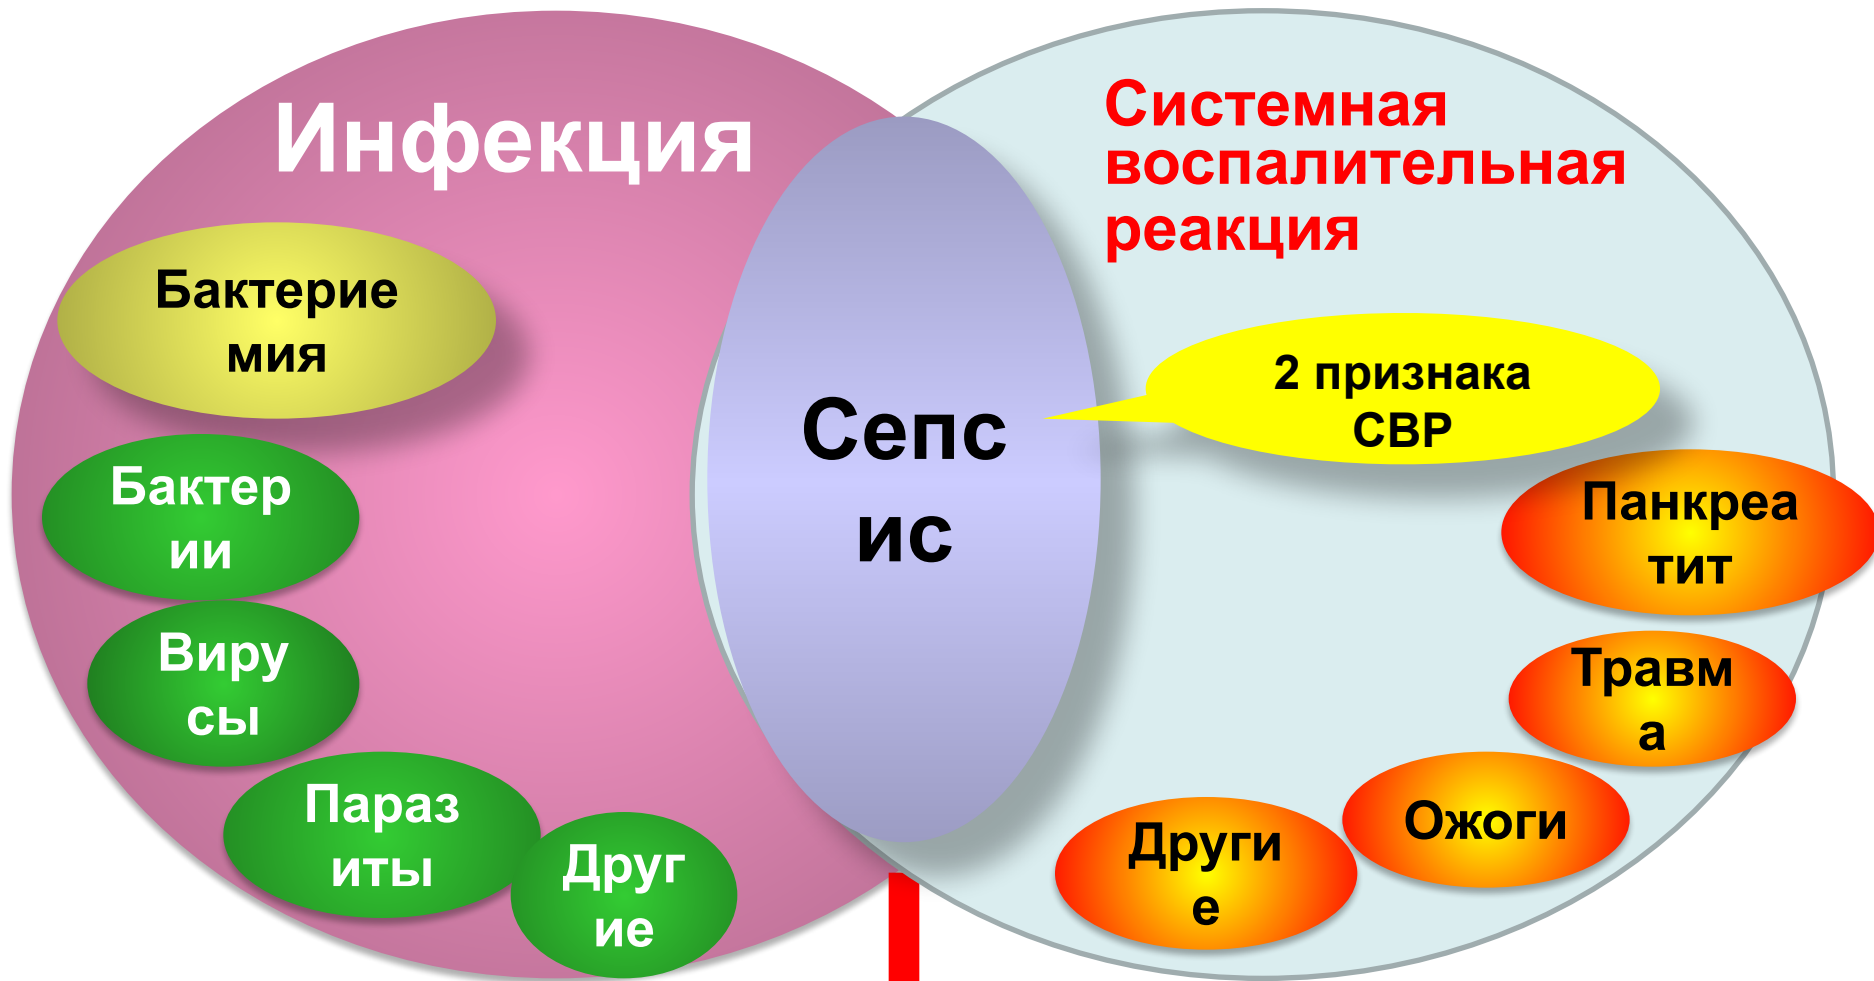 Инфекция
Системная
воспалительная
реакция
Бактерие
мия
2 признака
СВР
Сепс
ис
Бактер
ии
Панкреа
тит
Виру
сы
Травм
а
Параз
иты
Ожоги
Друг
ие
Други
е